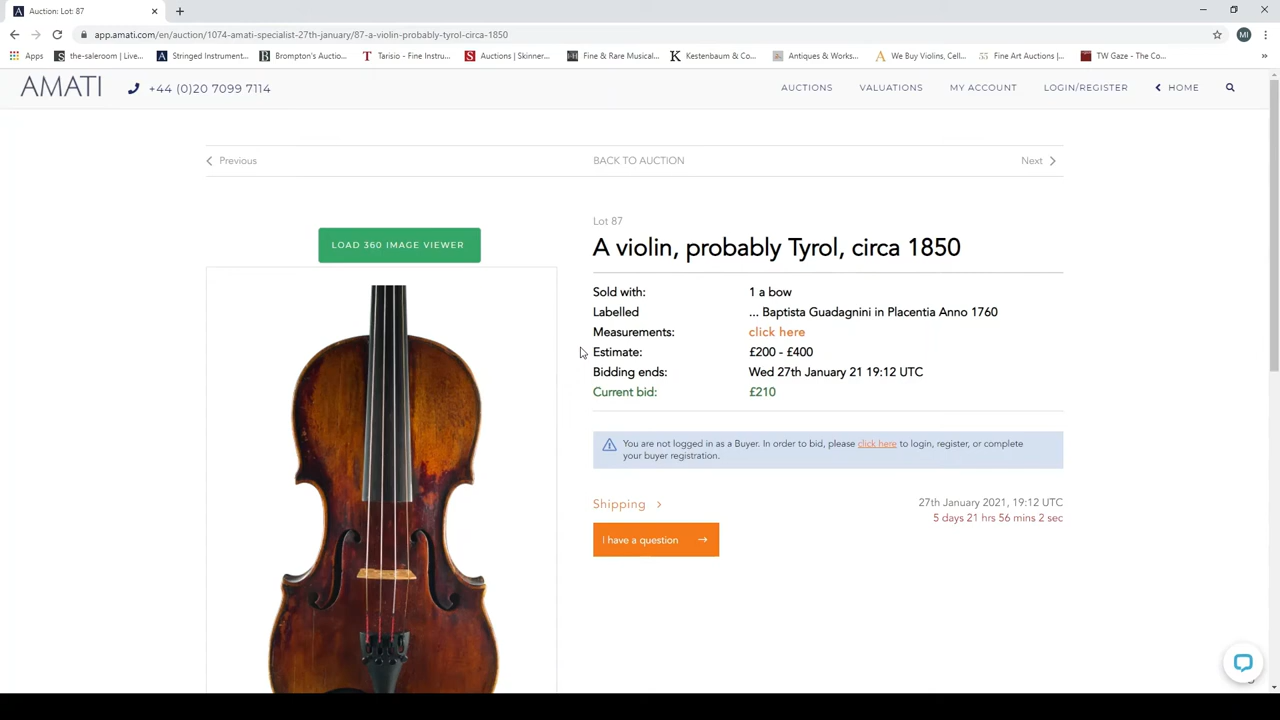 Auction: Lot: 87
app.amati.com/en/auction/1074-amati-specialist-27th-january/87-a-violin-probably-tyrol-circa-1850
MI
Apps
the-saleroom | Live...
Stringed Instrument...
Brompton's Auction...
Tarisio - Fine Instru...
Auctions | Skinner...
Fine & Rare Musical...
Kestenbaum & Co...
Antiques & Works...
We Buy Violins, Cell...
Fine Art Auctions |...
TW Gaze - The Co...
AMATI
+44 (0)20 7099 7114
AUCTIONS
VALUATIONS
MY ACCOUNT
LOGIN/REGISTER
HOME
Previous
BACK TO AUCTION
Next
LOAD 360 IMAGE VIEWER
Lot 87
A violin, probably Tyrol, circa 1850
Sold with: 1 a bow
Labelled ... Baptista Guadagnini in Placentia Anno 1760
Measurements: click here
Estimate: £200 - £400
Bidding ends: Wed 27th January 21 19:12 UTC
Current bid: £210
You are not logged in as a Buyer. In order to bid, please click here to login, register, or complete
your buyer registration.
Shipping
27th January 2021, 19:12 UTC
5 days 21 hrs 56 mins 2 sec
I have a question